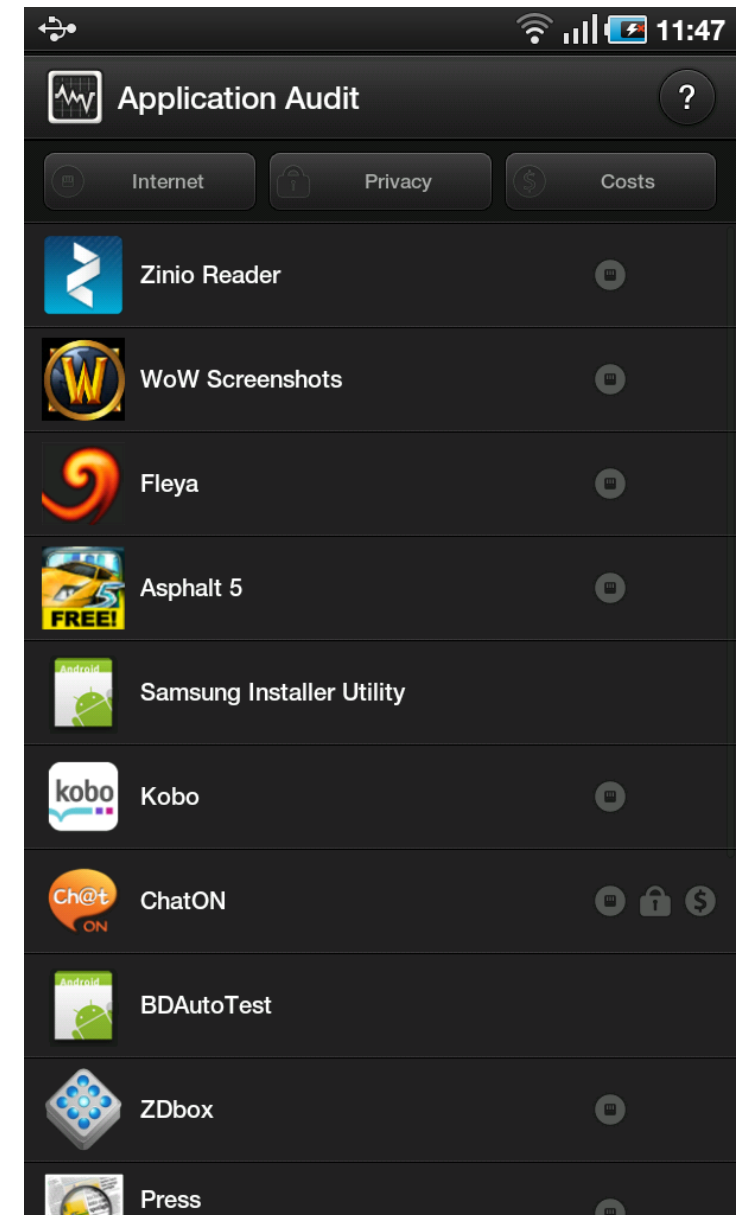 11:47
Application Audit
?
Internet
Privacy
Costs
Zinio Reader
W
WoW Screenshots
Fleya
5
FREE!
Asphalt 5
Android
Samsung Installer Utility
kobo
Kobo
Ch@t
ON
ChatON
Android
BDAutoTest
ZDbox
Press